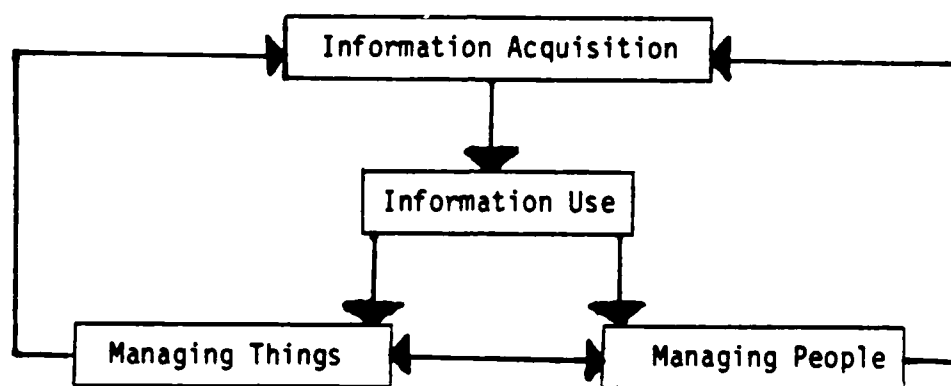 Information Acquisition
Information Use
Managing Things
Managing People